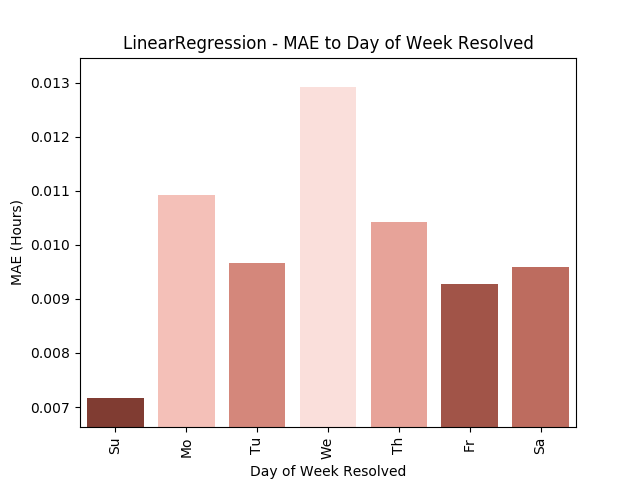 LinearRegression - MAE to Day of Week Resolved
MAE (Hours)
0.013
0.012
0.011
0.010
0.009
0.008
0.007
Su
Mo
Tu
We
Th
Fr
Sa
Day of Week Resolved